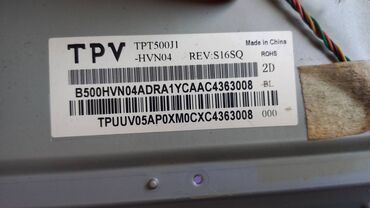 TPV TPT500J1 Made in China
-HVN04 REV:S16SQ ROHS
2D
B500HVN04ADRA1YCAAC4363008 -BL
TPUUV05AP0XM0CXC4363008 000